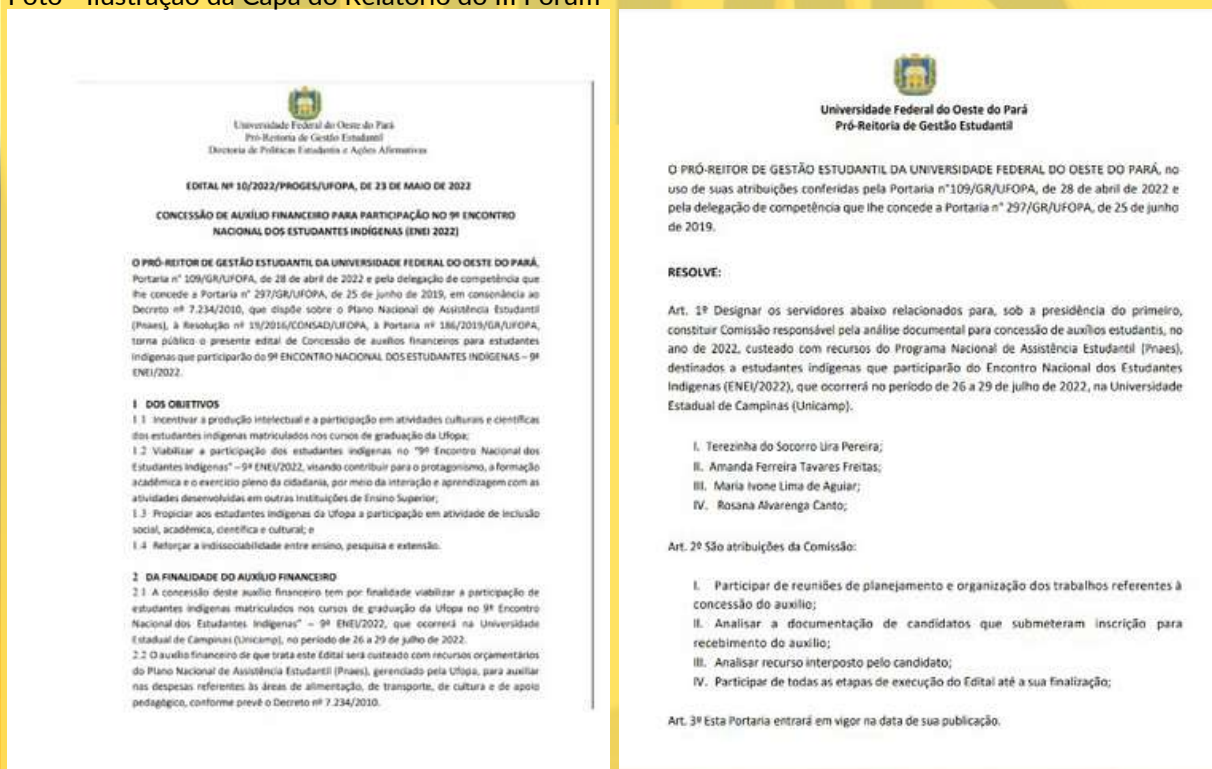 Foto - Ilustração da Capa do Relatório do III Fórum
Universidade Federal do Oeste do Pará
Pró-Reitoria de Gestão Estudantil
Diretoria de Políticas Estudantis e Ações Afirmativas
EDITAL Nº 10/2022/PROGES/UFOPA, DE 23 DE MAIO DE 2022
CONCESSÃO DE AUXÍLIO FINANCEIRO PARA PARTICIPAÇÃO NO 9º ENCONTRO
NACIONAL DOS ESTUDANTES INDÍGENAS (ENEI 2022)
O PRÓ-REITOR DE GESTÃO ESTUDANTIL DA UNIVERSIDADE FEDERAL DO OESTE DO PARÁ,
Portaria n° 109/GR/UFOPA, de 28 de abril de 2022 e pela delegação de competência que
lhe concede a Portaria n° 297/GR/UFOPA, de 25 de junho de 2019, em consonância ao
Decreto nº 7.234/2010, que dispõe sobre o Plano Nacional de Assistência Estudantil
(Pnaes), à Resolução nº 19/2016/CONSAD/UFOPA, à Portaria nº 186/2019/GR/UFOPA,
torna público o presente edital de Concessão de auxílios financeiros para estudantes
indígenas que participarão do 9º ENCONTRO NACIONAL DOS ESTUDANTES INDÍGENAS – 9º
ENEI/2022.
1 DOS OBJETIVOS
1.1 Incentivar a produção intelectual e a participação em atividades culturais e científicas
dos estudantes indígenas matriculados nos cursos de graduação da Ufopa;
1.2 Viabilizar a participação dos estudantes indígenas no "9º Encontro Nacional dos
Estudantes Indígenas" – 9º ENEI/2022, visando contribuir para o protagonismo, a formação
acadêmica e o exercício pleno da cidadania, por meio da interação e aprendizagem com as
atividades desenvolvidas em outras Instituições de Ensino Superior;
1.3 Propiciar aos estudantes indígenas da Ufopa a participação em atividade de inclusão
social, acadêmica, científica e cultural; e
1.4 Reforçar a indissociabilidade entre ensino, pesquisa e extensão.
2 DA FINALIDADE DO AUXÍLIO FINANCEIRO
2.1 A concessão deste auxílio financeiro tem por finalidade viabilizar a participação de
estudantes indígenas matriculados nos cursos de graduação da Ufopa no 9º Encontro
Nacional dos Estudantes Indígenas" – 9º ENEI/2022, que ocorrerá na Universidade
Estadual de Campinas (Unicamp), no período de 26 a 29 de julho de 2022.
2.2 O auxílio financeiro de que trata este Edital será custeado com recursos orçamentários
do Plano Nacional de Assistência Estudantil (Pnaes), gerenciado pela Ufopa, para auxiliar
nas despesas referentes às áreas de alimentação, de transporte, de cultura e de apoio
pedagógico, conforme prevê o Decreto nº 7.234/2010.
Universidade Federal do Oeste do Pará
Pró-Reitoria de Gestão Estudantil
O PRÓ-REITOR DE GESTÃO ESTUDANTIL DA UNIVERSIDADE FEDERAL DO OESTE DO PARÁ, no
uso de suas atribuições conferidas pela Portaria n°109/GR/UFOPA, de 28 de abril de 2022 e
pela delegação de competência que lhe concede a Portaria n° 297/GR/UFOPA, de 25 de junho
de 2019.
RESOLVE:
Art. 1º Designar os servidores abaixo relacionados para, sob a presidência do primeiro,
constituir Comissão responsável pela análise documental para concessão de auxílios estudantis, no
ano de 2022, custeado com recursos do Programa Nacional de Assistência Estudantil (Pnaes),
destinados a estudantes indígenas que participarão do Encontro Nacional dos Estudantes
Indígenas (ENEI/2022), que ocorrerá no período de 26 a 29 de julho de 2022, na Universidade
Estadual de Campinas (Unicamp).
I. Terezinha do Socorro Lira Pereira;
II. Amanda Ferreira Tavares Freitas;
III. Maria Ivone Lima de Aguiar;
IV. Rosana Alvarenga Canto;
Art. 2º São atribuições da Comissão:
I. Participar de reuniões de planejamento e organização dos trabalhos referentes à
concessão do auxílio;
II. Analisar a documentação de candidatos que submeteram inscrição para
recebimento do auxílio;
III. Analisar recurso interposto pelo candidato;
IV. Participar de todas as etapas de execução do Edital até a sua finalização;
Art. 3º Esta Portaria entrará em vigor na data de sua publicação.